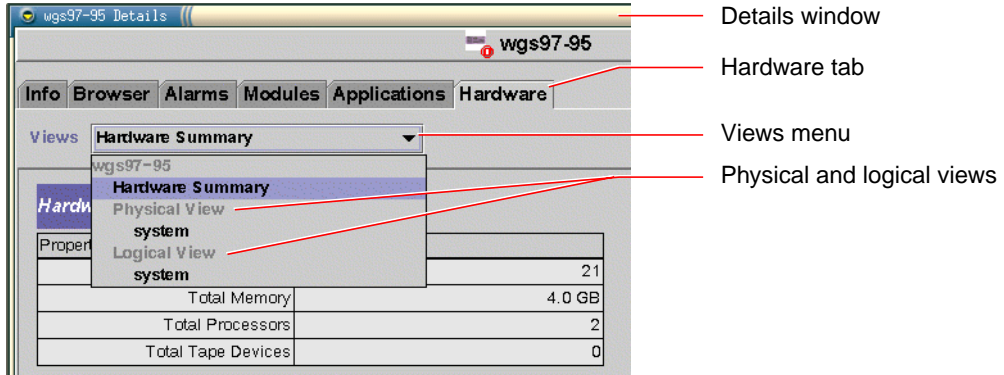 wgs97-95 Details
Details window
wgs97-95
Hardware tab
Info Browser Alarms Modules Applications Hardware
Views Hardware Summary
Views menu
wgs97-95
Physical and logical views
Hardware Summary
Hardw
Physical View
system
Propert
Logical View
system
21
Total Memory 4.0 GB
Total Processors 2
Total Tape Devices 0